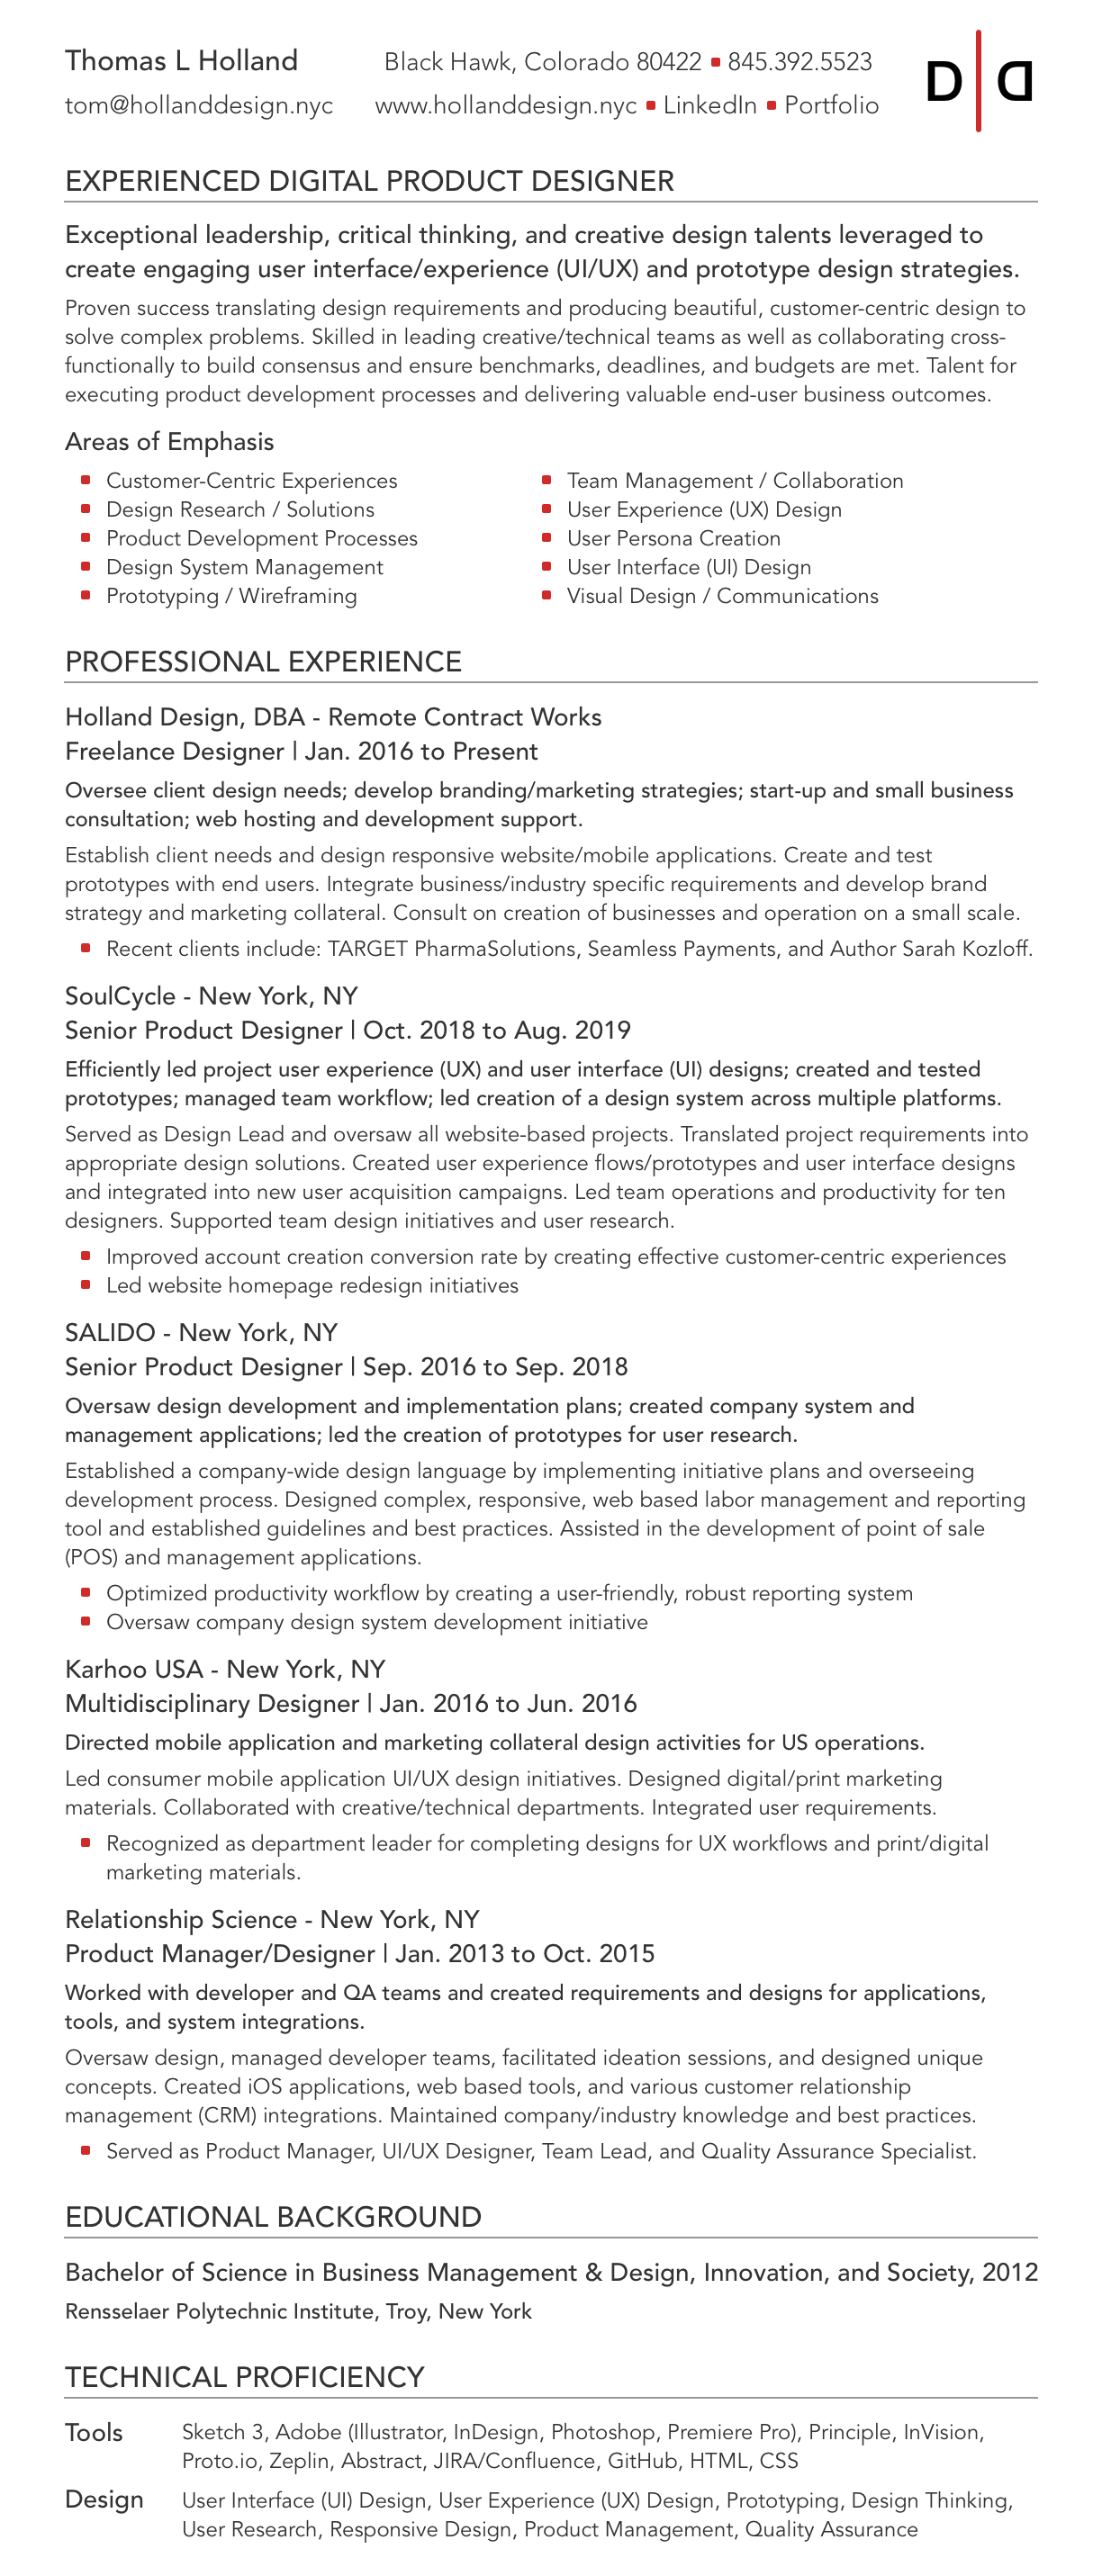 Thomas L Holland
Black Hawk, Colorado 80422 ▪ 845.392.5523
tom@hollanddesign.nyc
www.hollanddesign.nyc ▪ LinkedIn ▪ Portfolio
D | D
EXPERIENCED DIGITAL PRODUCT DESIGNER
Exceptional leadership, critical thinking, and creative design talents leveraged to
create engaging user interface/experience (UI/UX) and prototype design strategies.
Proven success translating design requirements and producing beautiful, customer-centric design to
solve complex problems. Skilled in leading creative/technical teams as well as collaborating cross-
functionally to build consensus and ensure benchmarks, deadlines, and budgets are met. Talent for
executing product development processes and delivering valuable end-user business outcomes.
Areas of Emphasis
▪ Customer-Centric Experiences
▪ Design Research / Solutions
▪ Product Development Processes
▪ Design System Management
▪ Prototyping / Wireframing
▪ Team Management / Collaboration
▪ User Experience (UX) Design
▪ User Persona Creation
▪ User Interface (UI) Design
▪ Visual Design / Communications
PROFESSIONAL EXPERIENCE
Holland Design, DBA - Remote Contract Works
Freelance Designer | Jan. 2016 to Present
Oversee client design needs; develop branding/marketing strategies; start-up and small business
consultation; web hosting and development support.
Establish client needs and design responsive website/mobile applications. Create and test
prototypes with end users. Integrate business/industry specific requirements and develop brand
strategy and marketing collateral. Consult on creation of businesses and operation on a small scale.
▪ Recent clients include: TARGET PharmaSolutions, Seamless Payments, and Author Sarah Kozloff.
SoulCycle - New York, NY
Senior Product Designer | Oct. 2018 to Aug. 2019
Efficiently led project user experience (UX) and user interface (UI) designs; created and tested
prototypes; managed team workflow; led creation of a design system across multiple platforms.
Served as Design Lead and oversaw all website-based projects. Translated project requirements into
appropriate design solutions. Created user experience flows/prototypes and user interface designs
and integrated into new user acquisition campaigns. Led team operations and productivity for ten
designers. Supported team design initiatives and user research.
▪ Improved account creation conversion rate by creating effective customer-centric experiences
▪ Led website homepage redesign initiatives
SALIDO - New York, NY
Senior Product Designer | Sep. 2016 to Sep. 2018
Oversaw design development and implementation plans; created company system and
management applications; led the creation of prototypes for user research.
Established a company-wide design language by implementing initiative plans and overseeing
development process. Designed complex, responsive, web based labor management and reporting
tool and established guidelines and best practices. Assisted in the development of point of sale
(POS) and management applications.
▪ Optimized productivity workflow by creating a user-friendly, robust reporting system
▪ Oversaw company design system development initiative
Karhoo USA - New York, NY
Multidisciplinary Designer | Jan. 2016 to Jun. 2016
Directed mobile application and marketing collateral design activities for US operations.
Led consumer mobile application UI/UX design initiatives. Designed digital/print marketing
materials. Collaborated with creative/technical departments. Integrated user requirements.
▪ Recognized as department leader for completing designs for UX workflows and print/digital
marketing materials.
Relationship Science - New York, NY
Product Manager/Designer | Jan. 2013 to Oct. 2015
Worked with developer and QA teams and created requirements and designs for applications,
tools, and system integrations.
Oversaw design, managed developer teams, facilitated ideation sessions, and designed unique
concepts. Created iOS applications, web based tools, and various customer relationship
management (CRM) integrations. Maintained company/industry knowledge and best practices.
▪ Served as Product Manager, UI/UX Designer, Team Lead, and Quality Assurance Specialist.
EDUCATIONAL BACKGROUND
Bachelor of Science in Business Management & Design, Innovation, and Society, 2012
Rensselaer Polytechnic Institute, Troy, New York
TECHNICAL PROFICIENCY
Tools
Sketch 3, Adobe (Illustrator, InDesign, Photoshop, Premiere Pro), Principle, InVision,
Proto.io, Zeplin, Abstract, JIRA/Confluence, GitHub, HTML, CSS
Design
User Interface (UI) Design, User Experience (UX) Design, Prototyping, Design Thinking,
User Research, Responsive Design, Product Management, Quality Assurance